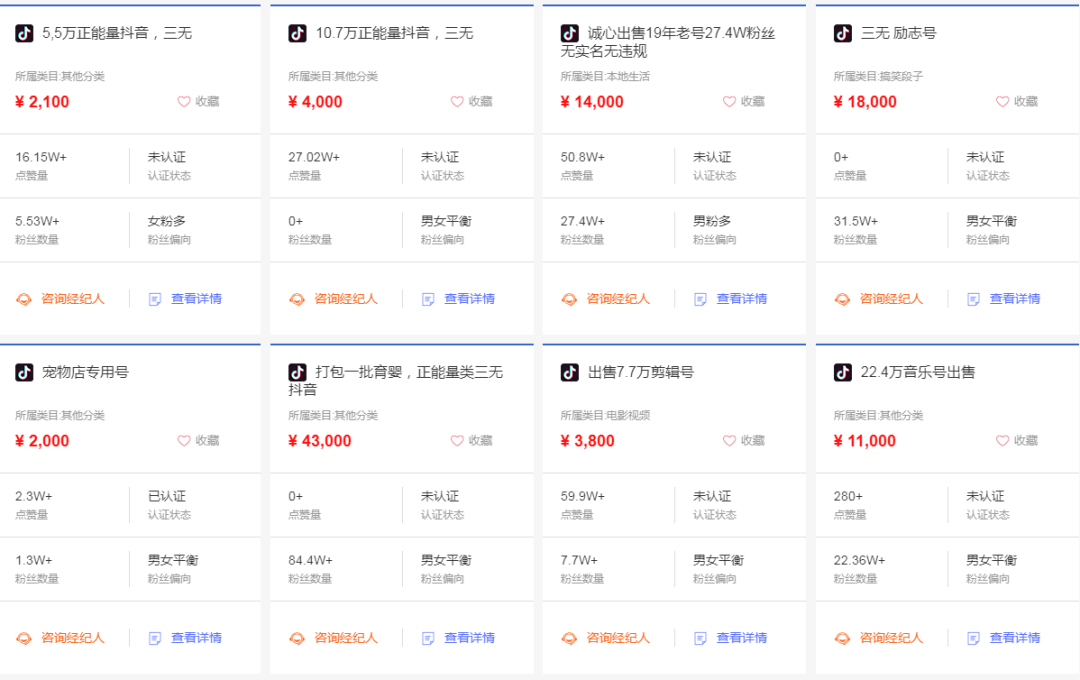 5,5万正能量抖音，三无
所属类目:其他分类
¥ 2,100
收藏
16.15W+
未认证
点赞量
认证状态
5.53W+
女粉多
粉丝数量
粉丝偏向
咨询经纪人
查看详情
10.7万正能量抖音，三无
所属类目:其他分类
¥ 4,000
收藏
27.02W+
未认证
点赞量
认证状态
0+
男女平衡
粉丝数量
粉丝偏向
咨询经纪人
查看详情
诚心出售19年老号27.4W粉丝
无实名无违规
所属类目:本地生活
¥ 14,000
收藏
50.8W+
未认证
点赞量
认证状态
27.4W+
男粉多
粉丝数量
粉丝偏向
咨询经纪人
查看详情
三无 励志号
所属类目:搞笑段子
¥ 18,000
收藏
0+
未认证
点赞量
认证状态
31.5W+
男女平衡
粉丝数量
粉丝偏向
咨询经纪人
查看详情
宠物店专用号
所属类目:其他分类
¥ 2,000
收藏
2.3W+
已认证
点赞量
认证状态
1.3W+
男女平衡
粉丝数量
粉丝偏向
咨询经纪人
查看详情
打包一批育婴，正能量类三无
抖音
所属类目:其他分类
¥ 43,000
收藏
0+
未认证
点赞量
认证状态
84.4W+
男女平衡
粉丝数量
粉丝偏向
咨询经纪人
查看详情
出售7.7万剪辑号
所属类目:电影视频
¥ 3,800
收藏
59.9W+
未认证
点赞量
认证状态
7.7W+
男女平衡
粉丝数量
粉丝偏向
咨询经纪人
查看详情
22.4万音乐号出售
所属类目:其他分类
¥ 11,000
收藏
280+
未认证
点赞量
认证状态
22.36W+
男女平衡
粉丝数量
粉丝偏向
咨询经纪人
查看详情